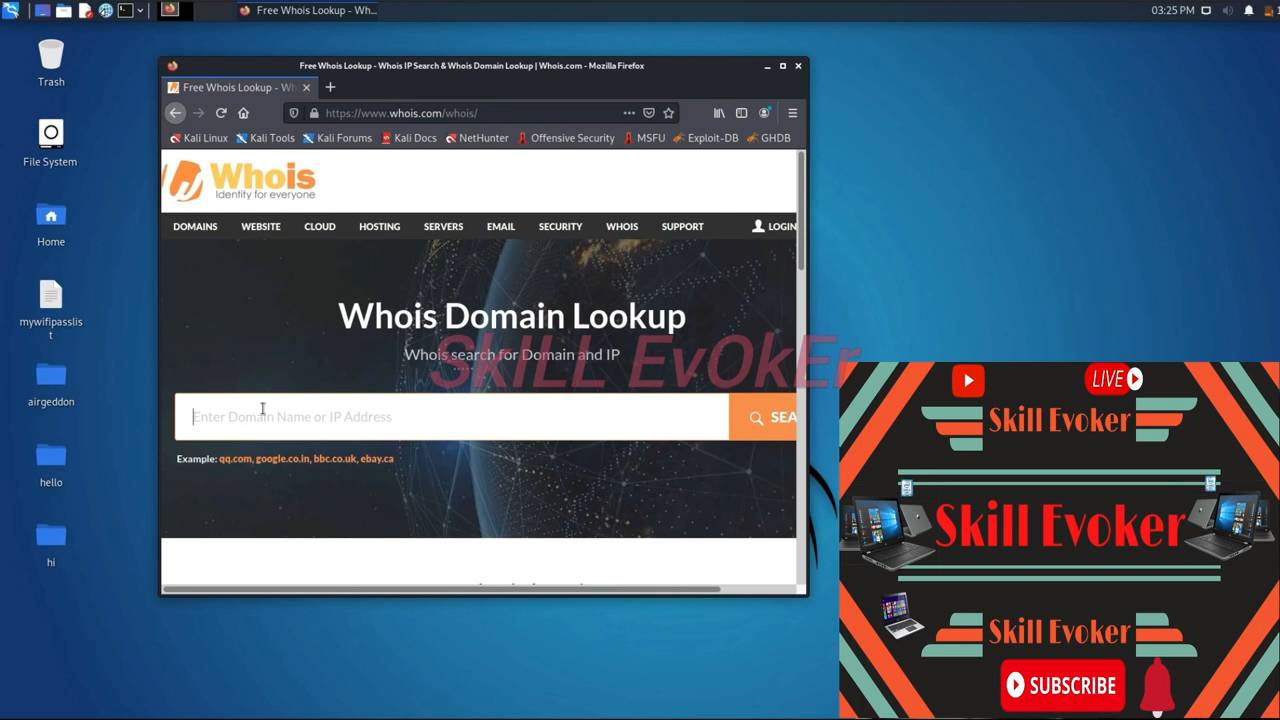 Free Whois Lookup - Wh...
03:25 PM
Trash
File System
Home
mywifipasslis
t
airgeddon
hello
hi
Free Whois Lookup - Whois IP Search & Whois Domain Lookup | Whois.com - Mozilla Firefox
Free Whois Lookup - Wh
https://www.whois.com/whois/
Kali Linux
Kali Tools
Kali Forums
Kali Docs
NetHunter
Offensive Security
MSFU
Exploit-DB
GHDB
Whois
Identity for everyone
DOMAINS
WEBSITE
CLOUD
HOSTING
SERVERS
EMAIL
SECURITY
WHOIS
SUPPORT
LOGIN
Whois Domain Lookup
Whois search for Domain and IP
SKILL EvOkEr
Enter Domain Name or IP Address
SEA
Example: qq.com, google.co.in, bbc.co.uk, ebay.ca
LIVE
Skill Evoker
Skill Evoker
Skill Evoker
SUBSCRIBE